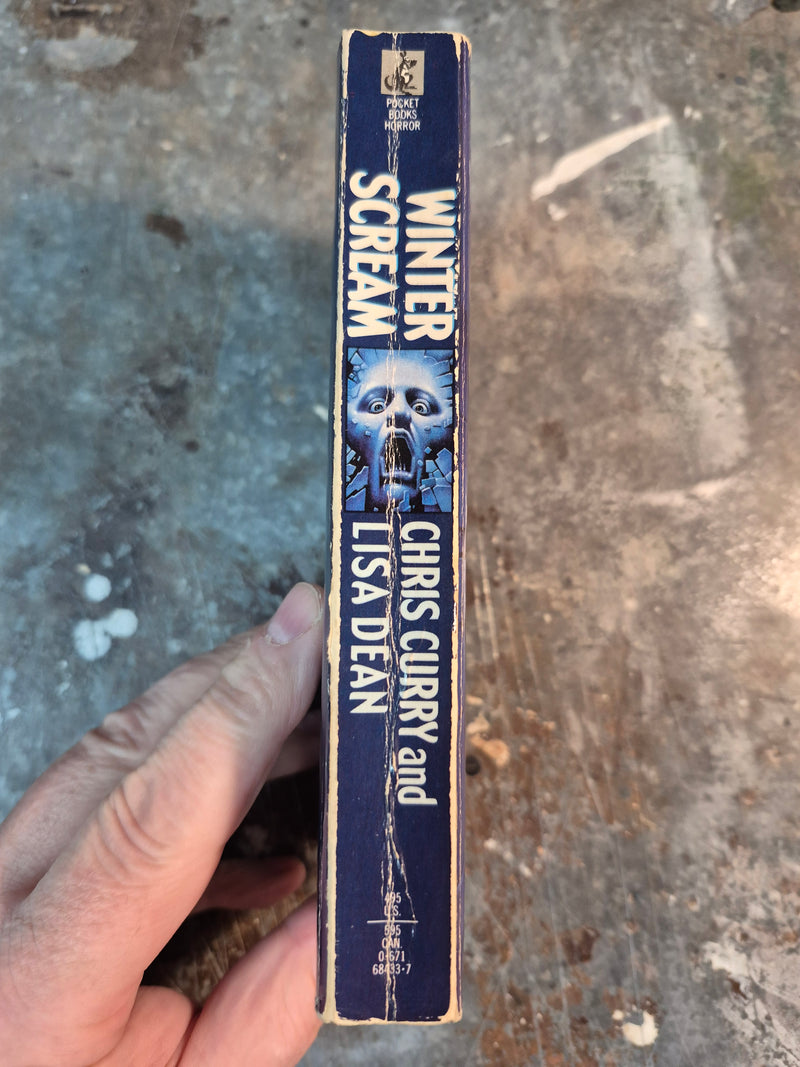 POCKET
BOOKS
HORROR
WINTER
SCREAM
CHRIS CURRY and
LISA DEAN
495
U.S.
595
CAN.
0-671
68433-7